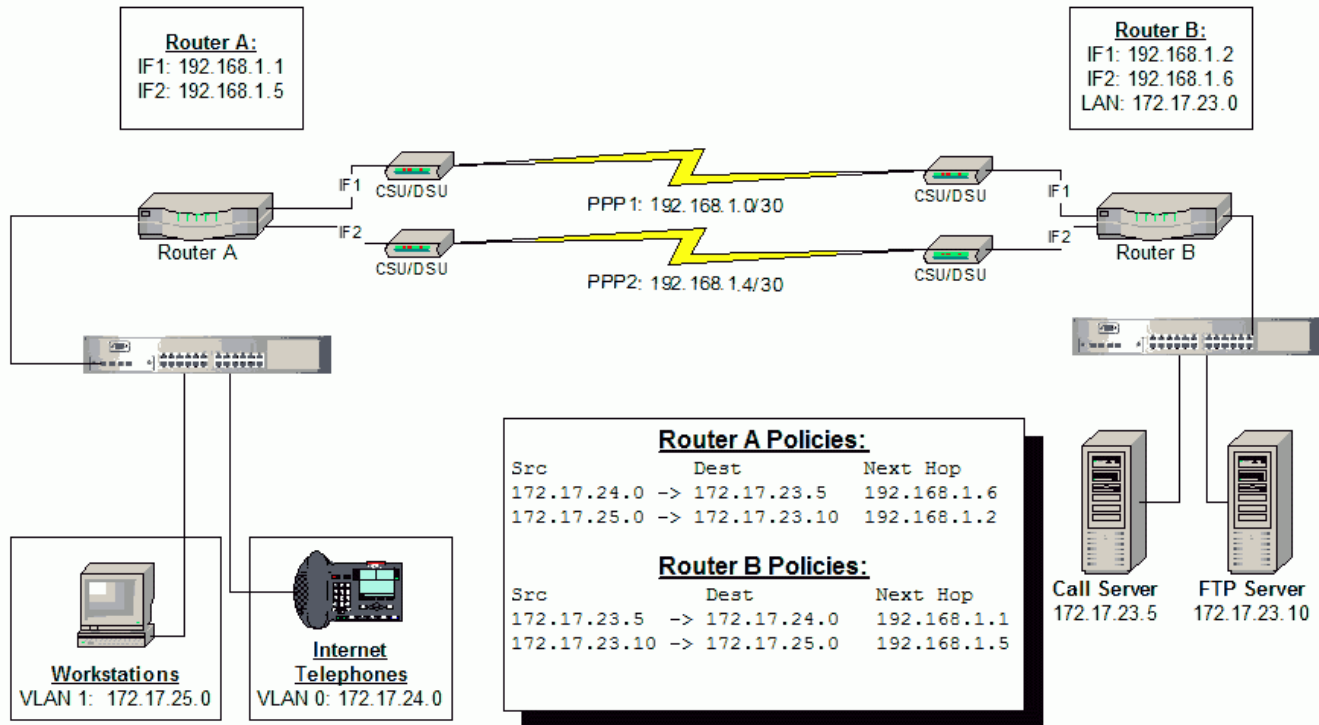 Router A:
IF1: 192.168.1.1
IF2: 192.168.1.5
Router B:
IF1: 192.168.1.2
IF2: 192.168.1.6
LAN: 172.17.23.0
IF1
CSU/DSU
CSU/DSU
IF1
PPP1: 192.168.1.0/30
Router A
IF2
CSU/DSU
CSU/DSU
IF2
Router B
PPP2: 192.168.1.4/30
Router A Policies:
Src Dest Next Hop
172.17.24.0 -> 172.17.23.5 192.168.1.6
172.17.25.0 -> 172.17.23.10 192.168.1.2
Router B Policies:
Src Dest Next Hop
172.17.23.5 -> 172.17.24.0 192.168.1.1
172.17.23.10 -> 172.17.25.0 192.168.1.5
Call Server
172.17.23.5
FTP Server
172.17.23.10
Workstations
VLAN 1: 172.17.25.0
Internet
Telephones
VLAN 0: 172.17.24.0